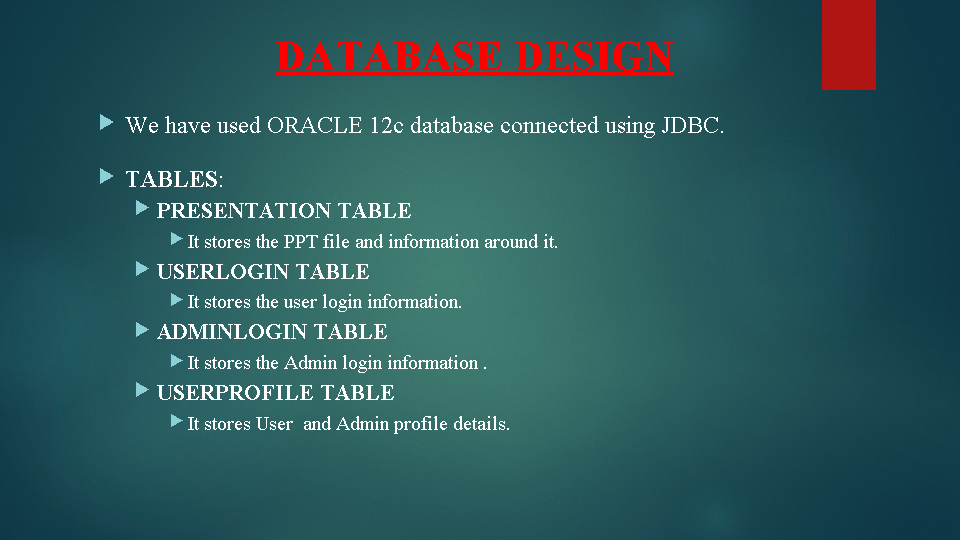 DATABASE DESIGN
We have used ORACLE 12c database connected using JDBC.
TABLES:
PRESENTATION TABLE
It stores the PPT file and information around it.
USERLOGIN TABLE
It stores the user login information.
ADMINLOGIN TABLE
It stores the Admin login information .
USERPROFILE TABLE
It stores User  and Admin profile details.